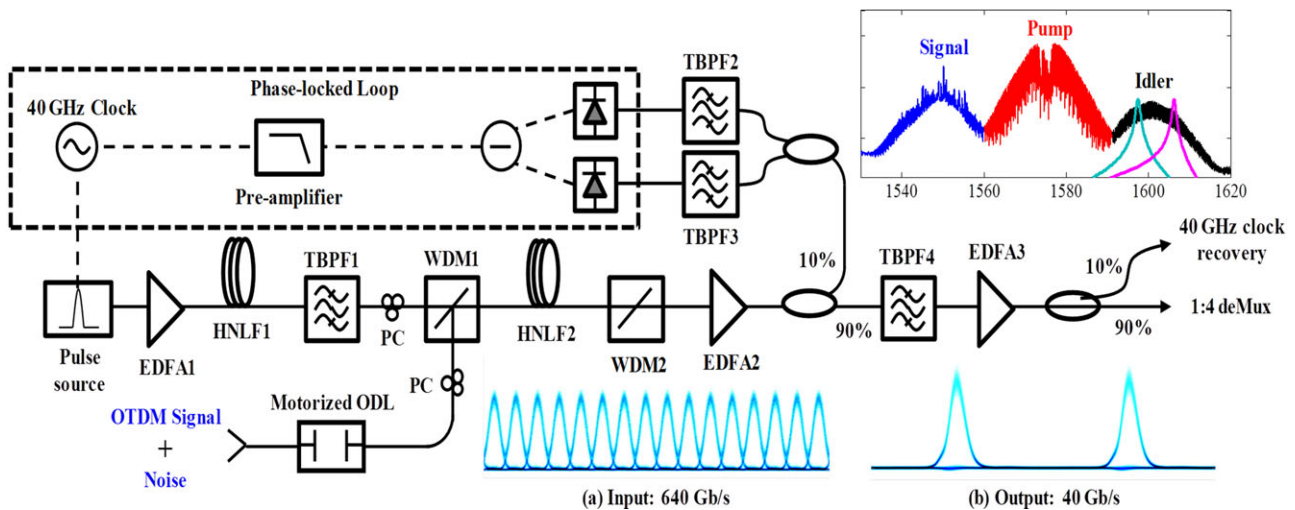 Signal
Pump
Idler
1540
1560
1580
1600
1620
TBPF2
Phase-locked Loop
40 GHz Clock
Pre-amplifier
TBPF3
TBPF1
WDM1
10%
TBPF4
EDFA3
10%
40 GHz clock
recovery
1:4 deMux
90%
90%
HNLF1
PC
HNLF2
WDM2
EDFA2
Pulse
source
EDFA1
PC
OTDM Signal
+
Noise
Motorized ODL
(a) Input: 640 Gb/s
(b) Output: 40 Gb/s